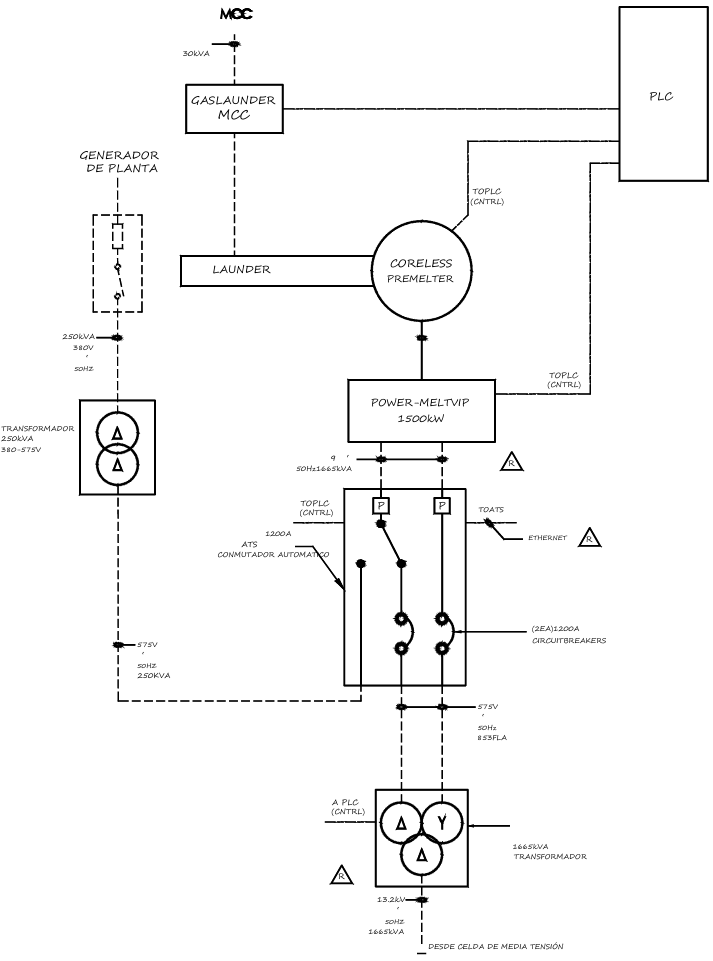 MCC
30kVA
GASLAUNDER
MCC
PLC
GENERADOR
DE PLANTA
TOPLC
(CNTRL)
LAUNDER
CORELESS
PREMELTER
250kVA
380V
,
50HZ
TOPLC
(CNTRL)
POWER-MELTVIP
1500kW
TRANSFORMADOR
250kVA
380-575V
Δ
Δ
9 ,
50Hz1665kVA
R
P
P
TOPLC
(CNTRL)
TOATS
1200A
ATS
CONMUTADOR AUTOMATICO
ETHERNET
R
(2EA)1200A
CIRCUITBREAKERS
575V
,
50HZ
250KVA
575V
,
50Hz
853FLA
A PLC
(CNTRL)
Δ
Y
Δ
1665kVA
TRANSFORMADOR
R
13.2kV
,
50HZ
1665kVA
DESDE CELDA DE MEDIA TENSIÓN